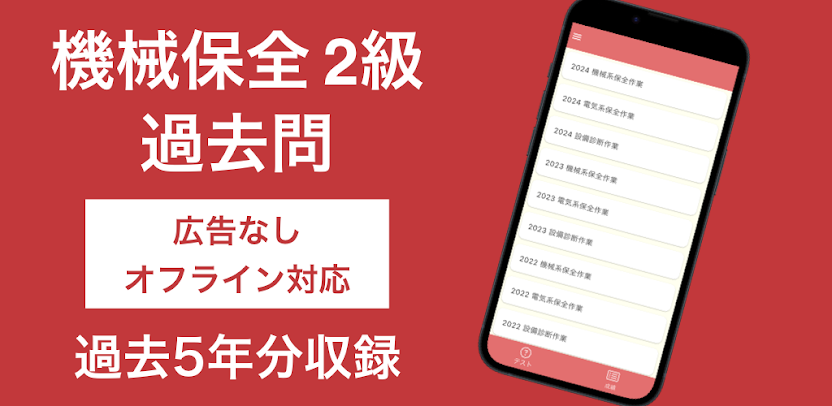 機械保全 2級
過去問
広告なし
オフライン対応
過去5年分収録
2024 機械系保全作業
2024 電気系保全作業
2024 設備診断作業
2023 機械系保全作業
2023 電気系保全作業
2023 設備診断作業
2022 機械系保全作業
2022 電気系保全作業
2022 設備診断作業
テスト